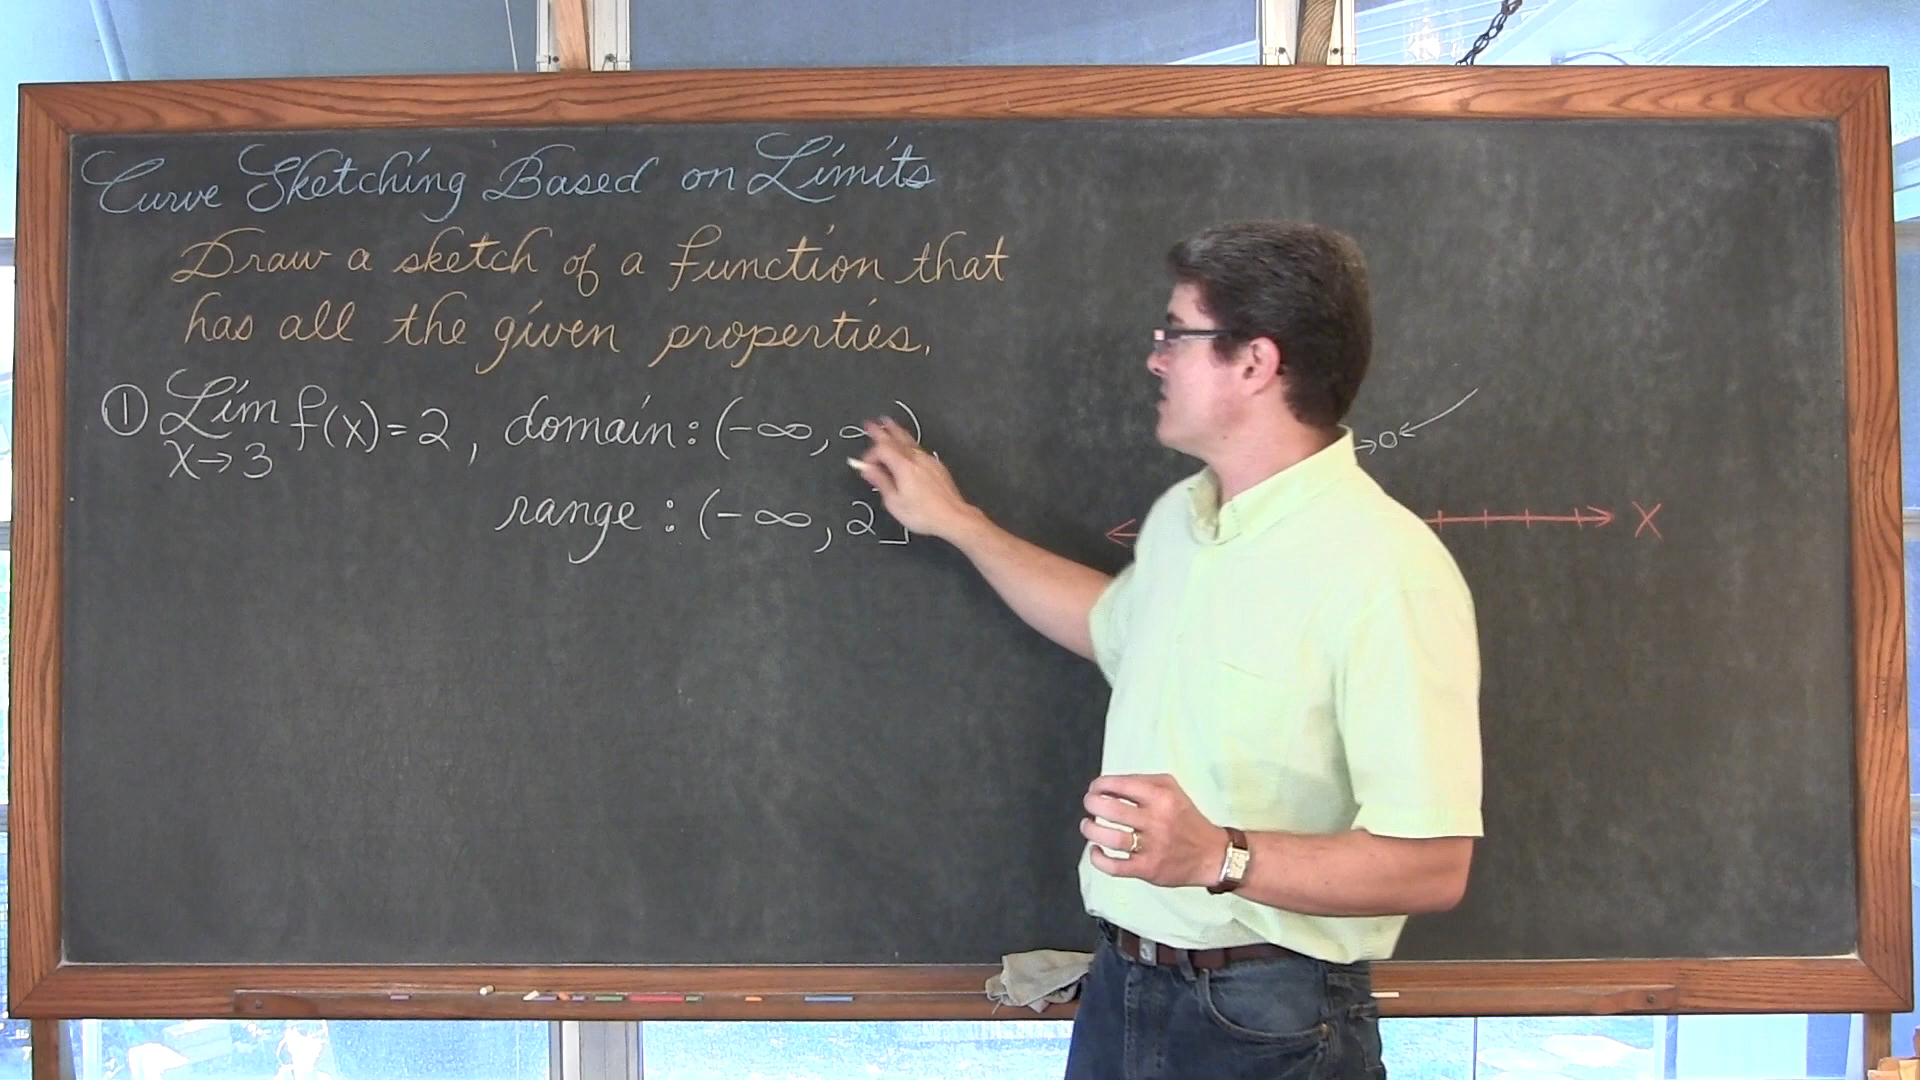 Curve Sketching Based on Limits
Draw a sketch of a function that
has all the given properties.
① Lim f(x) = 2, domain: (-∞, ∞),
x→3
range: (-∞, 2]
→o←
X